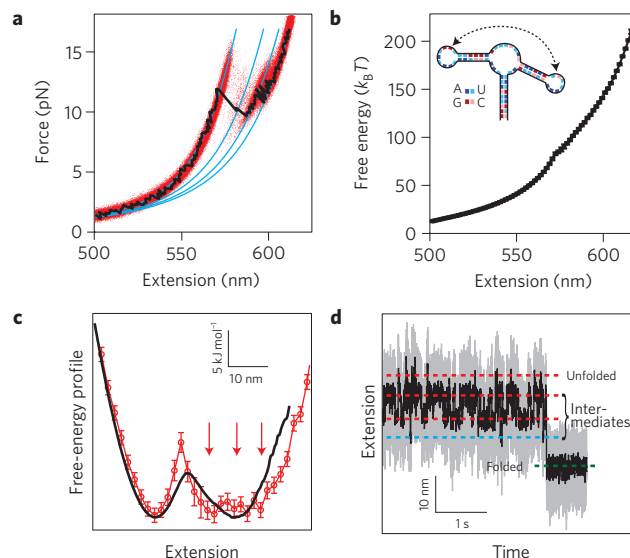 a
Force (pN)
15
10
5
0
500
550
600
Extension (nm)
b
Free energy (kBT)
200
150
100
50
0
500
550
600
Extension (nm)
A U
G C
c
Free-energy profile
5 kJ mol⁻¹
10 nm
Extension
d
Extension
Unfolded
Inter-
mediates
Folded
10 nm
1 s
Time